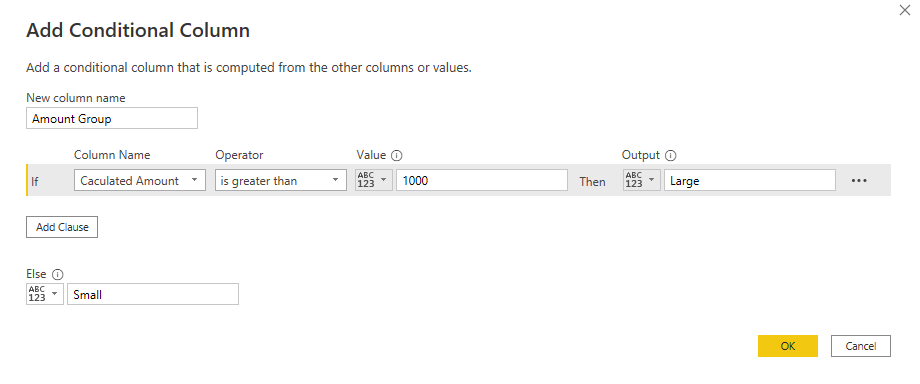 Add Conditional Column
Add a conditional column that is computed from the other columns or values.
New column name
Amount Group
Column Name Operator Value Output
If Caculated Amount is greater than ABC 123 1000 Then ABC 123 Large ...
Add Clause
Else
ABC 123 Small
OK Cancel